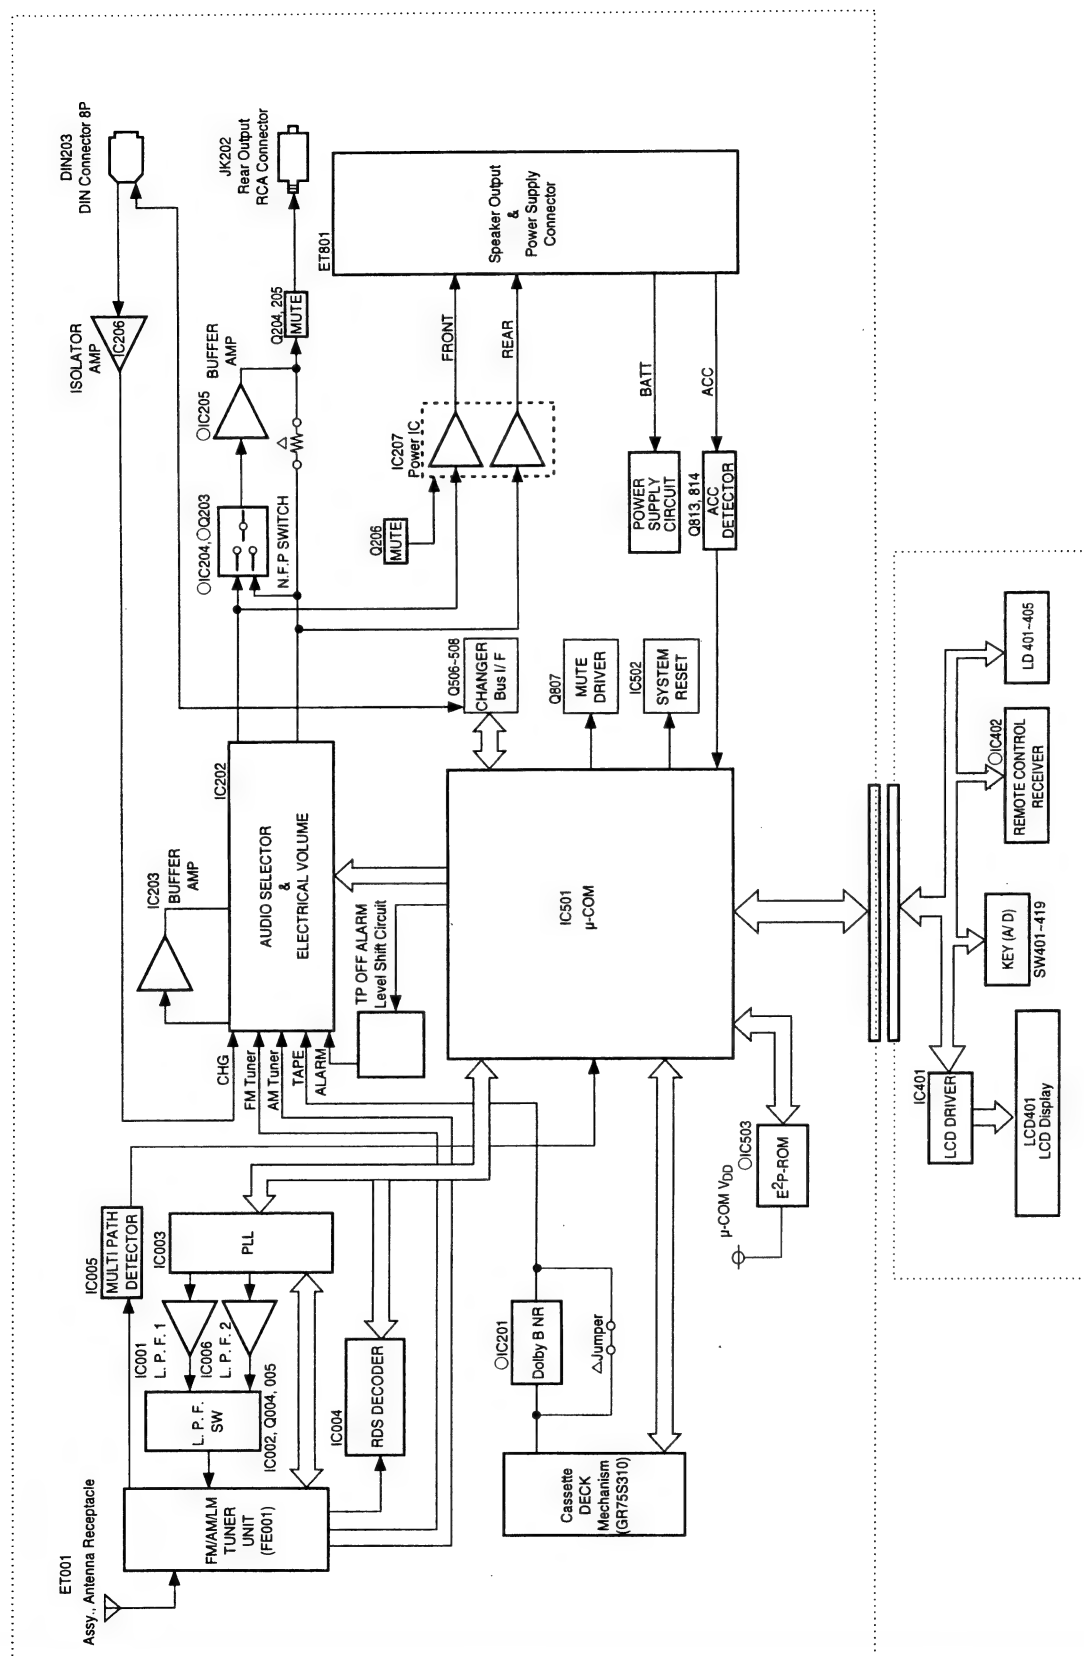 ET001
Assy., Antenna Receptacle
FM/AM/LM
TUNER
UNIT
(FE001)
IC005
MULTI PATH
DETECTOR
IC001
L. P. F. 1
IC006
L. P. F. 2
L. P. F.
SW
IC002, Q004, 005
IC003
PLL
IC004
RDS DECODER
Cassette
DECK
Mechanism
(GR75S310)
○IC201
Dolby B NR
△Jumper
CHG
FM Tuner
AM Tuner
TAPE
ALARM
IC203
BUFFER
AMP
IC202
AUDIO SELECTOR
&
ELECTRICAL VOLUME
TP OFF ALARM
Level Shift Circuit
IC501
μ-COM
μ-COM VDD
○IC503
E²P-ROM
Q506~508
CHANGER
Bus I/ F
Q807
MUTE
DRIVER
IC502
SYSTEM
RESET
DIN203
DIN Connector 8P
ISOLATOR
AMP
IC206
○IC204,○Q203
N.F.P SWITCH
○IC205
BUFFER
AMP
△
Q204, 205
MUTE
JK202
Rear Output
RCA Connector
Q206
MUTE
IC207
Power IC
FRONT
REAR
ET801
Speaker Output
&
Power Supply
Connector
BATT
ACC
POWER
SUPPLY
CIRCUIT
Q813, 814
ACC
DETECTOR
IC401
LCD DRIVER
LCD401
LCD Display
KEY (A/ D)
SW401~419
○IC402
REMOTE CONTROL
RECEIVER
LD 401~405